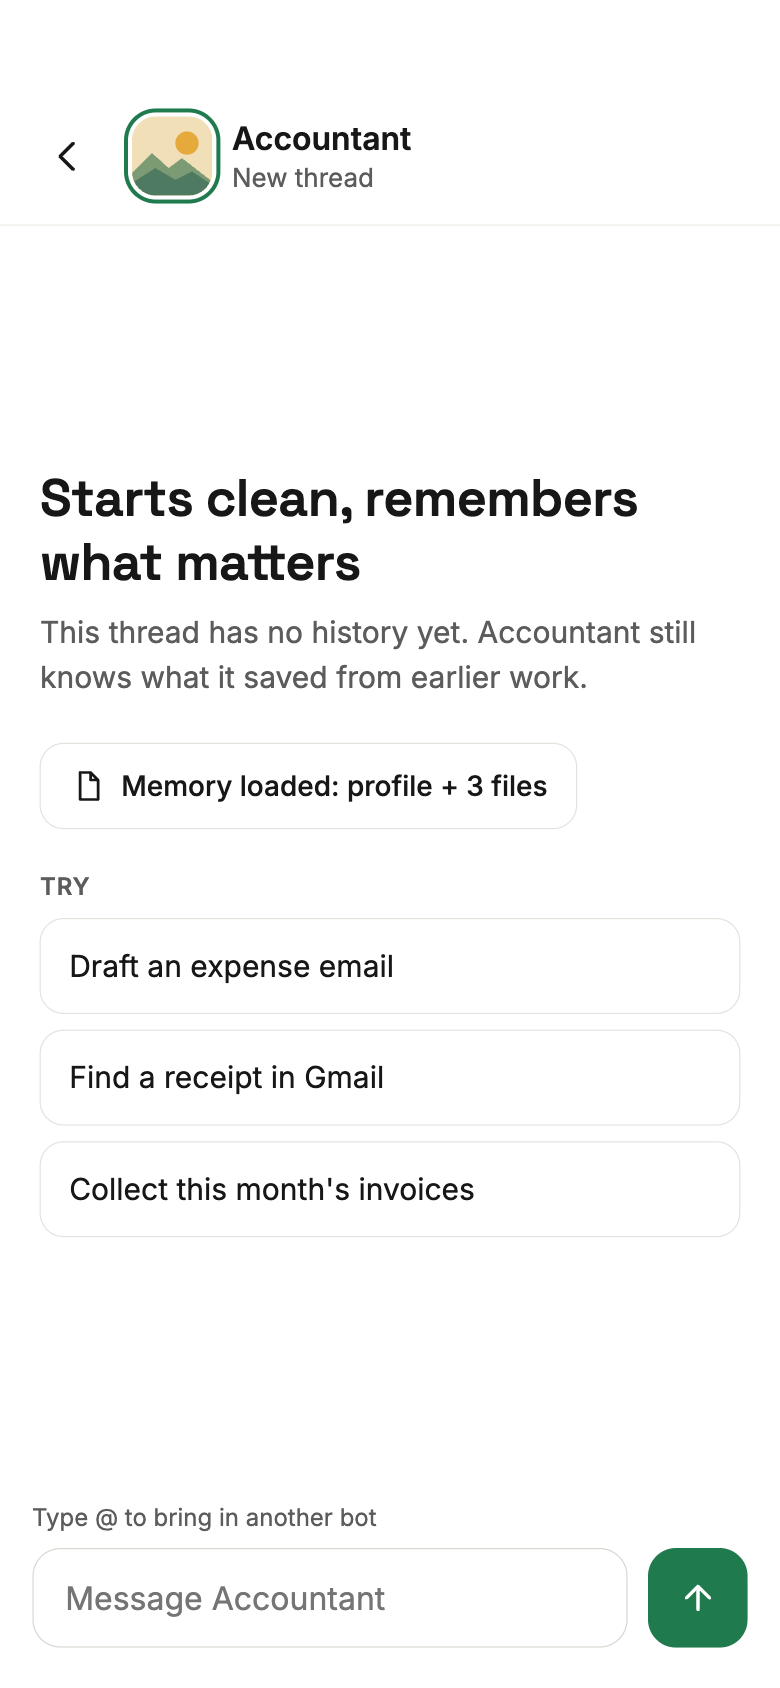 Accountant
New thread
Starts clean, remembers
what matters
This thread has no history yet. Accountant still
knows what it saved from earlier work.
Memory loaded: profile + 3 files
TRY
Draft an expense email
Find a receipt in Gmail
Collect this month's invoices
Type @ to bring in another bot
Message Accountant